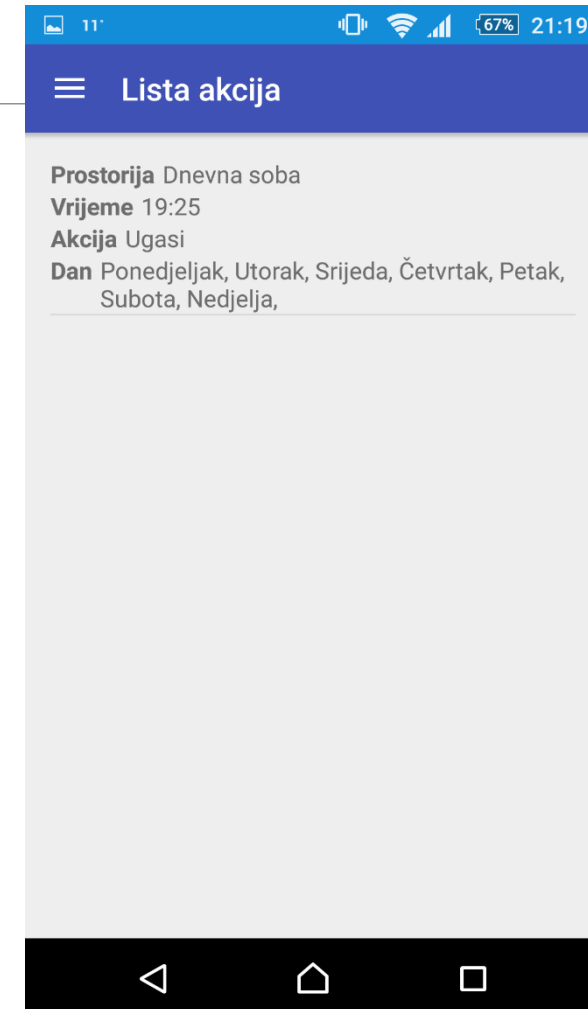 11°
67% 21:19
Lista akcija
Prostorija Dnevna soba
Vrijeme 19:25
Akcija Ugasi
Dan Ponedjeljak, Utorak, Srijeda, Četvrtak, Petak,
Subota, Nedjelja,